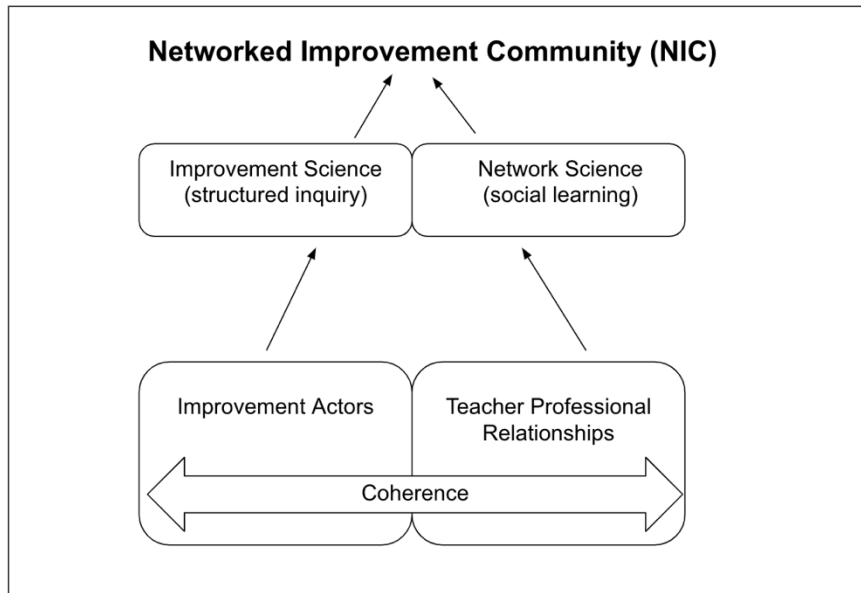 Networked Improvement Community (NIC)
Improvement Science
(structured inquiry)
Network Science
(social learning)
Improvement Actors
Teacher Professional
Relationships
Coherence